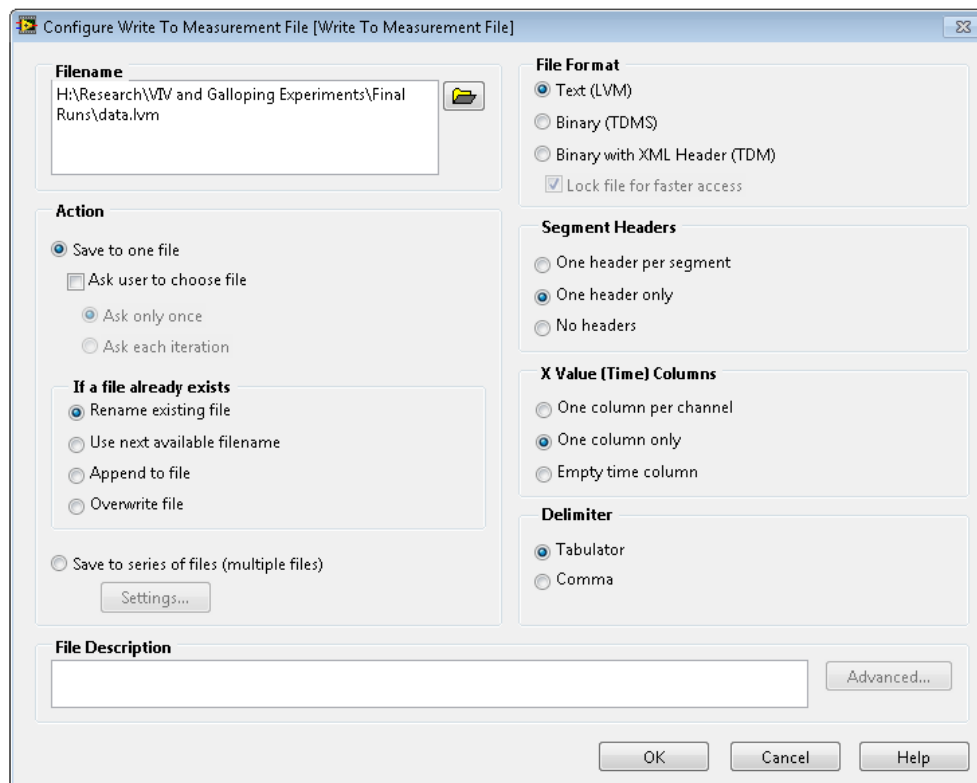 Configure Write To Measurement File [Write To Measurement File]
Filename
H:\Research\VIV and Galloping Experiments\Final
Runs\data.lvm
Action
Save to one file
Ask user to choose file
Ask only once
Ask each iteration
If a file already exists
Rename existing file
Use next available filename
Append to file
Overwrite file
Save to series of files (multiple files)
Settings...
File Format
Text (LVM)
Binary (TDMS)
Binary with XML Header (TDM)
Lock file for faster access
Segment Headers
One header per segment
One header only
No headers
X Value (Time) Columns
One column per channel
One column only
Empty time column
Delimiter
Tabulator
Comma
File Description
Advanced...
OK
Cancel
Help